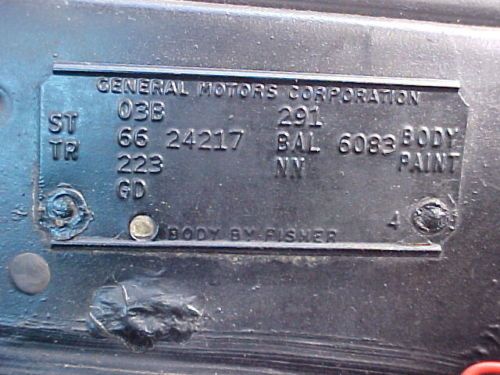 GENERAL MOTORS CORPORATION
03B 291
ST 66 24217 BAL 6083 BODY
TR 223 NN PAINT
GD
4
BODY BY FISHER